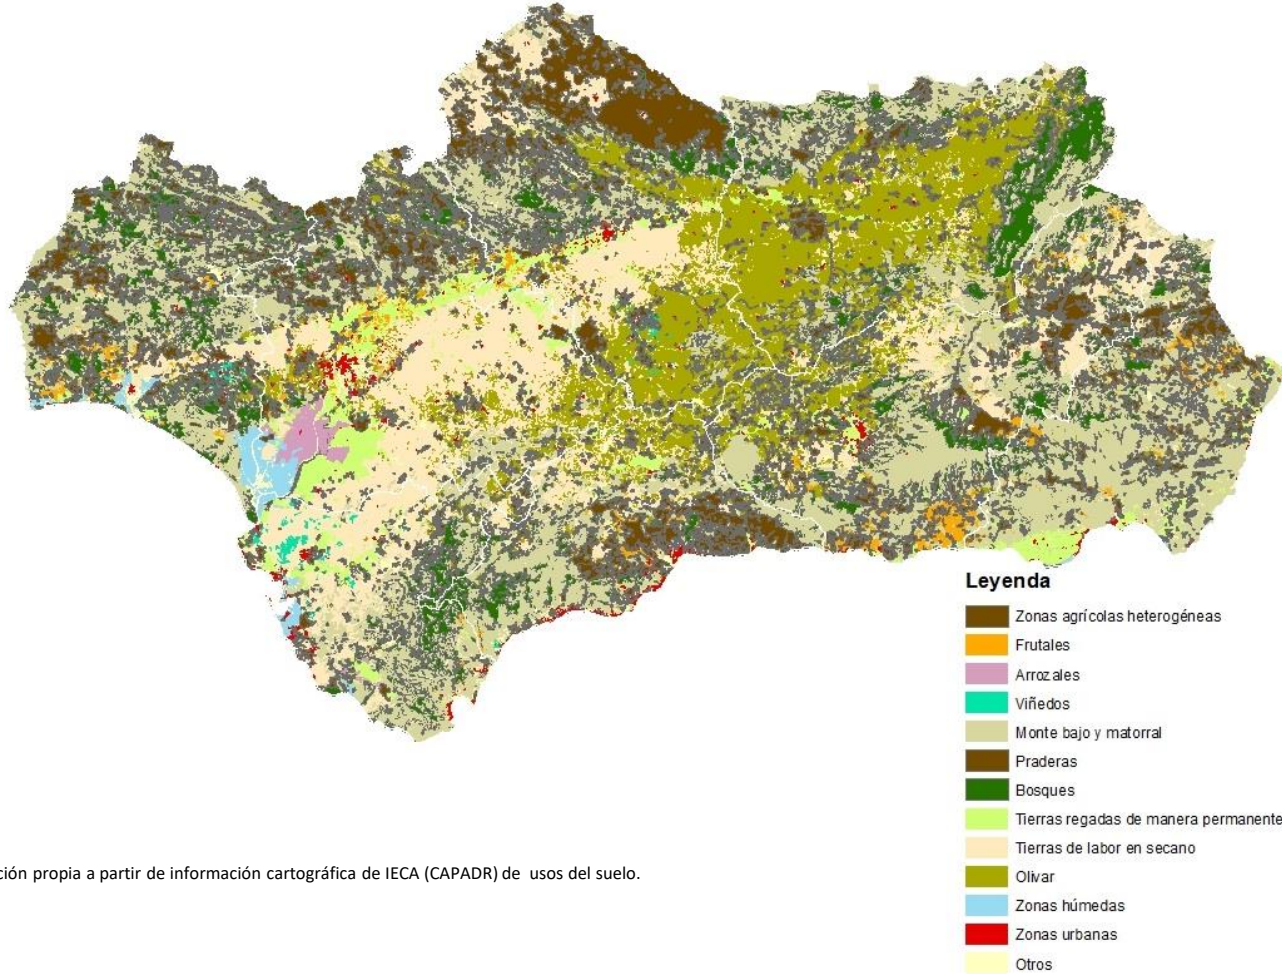 Leyenda
Zonas agrícolas heterogéneas
Frutales
Arrozales
Viñedos
Monte bajo y matorral
Praderas
Bosques
Tierras regadas de manera permanente
Tierras de labor en secano
Olivar
Zonas húmedas
Zonas urbanas
Otros
ción propia a partir de información cartográfica de IECA (CAPADR) de usos del suelo.